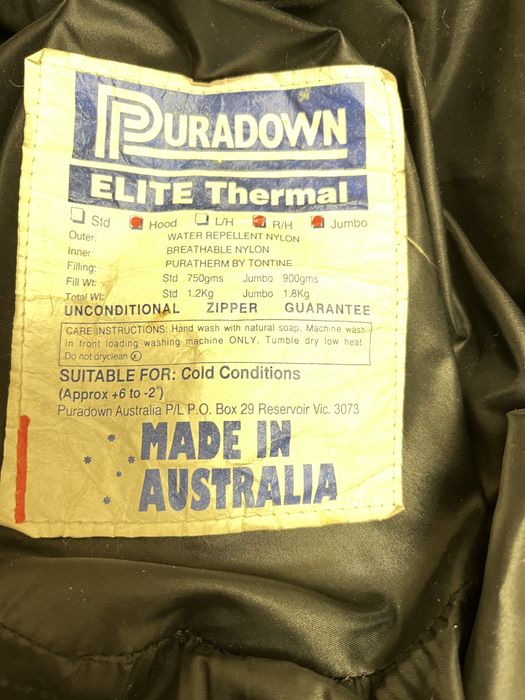 PURADOWN
ELITE Thermal
Std Hood L/H R/H Jumbo
Outer: WATER REPELLENT NYLON
Inner: BREATHABLE NYLON
Filling: PURATHERM BY TONTINE
Fill Wt: Std 750gms Jumbo 900gms
Total Wt: Std 1.2Kg Jumbo 1.8Kg
UNCONDITIONAL ZIPPER GUARANTEE
CARE INSTRUCTIONS: Hand wash with natural soap. Machine wash
in front loading washing machine ONLY. Tumble dry low heat.
Do not dryclean
SUITABLE FOR: Cold Conditions
(Approx +6 to -2°)
Puradown Australia P/L P.O. Box 29 Reservoir Vic. 3073
MADE IN
AUSTRALIA